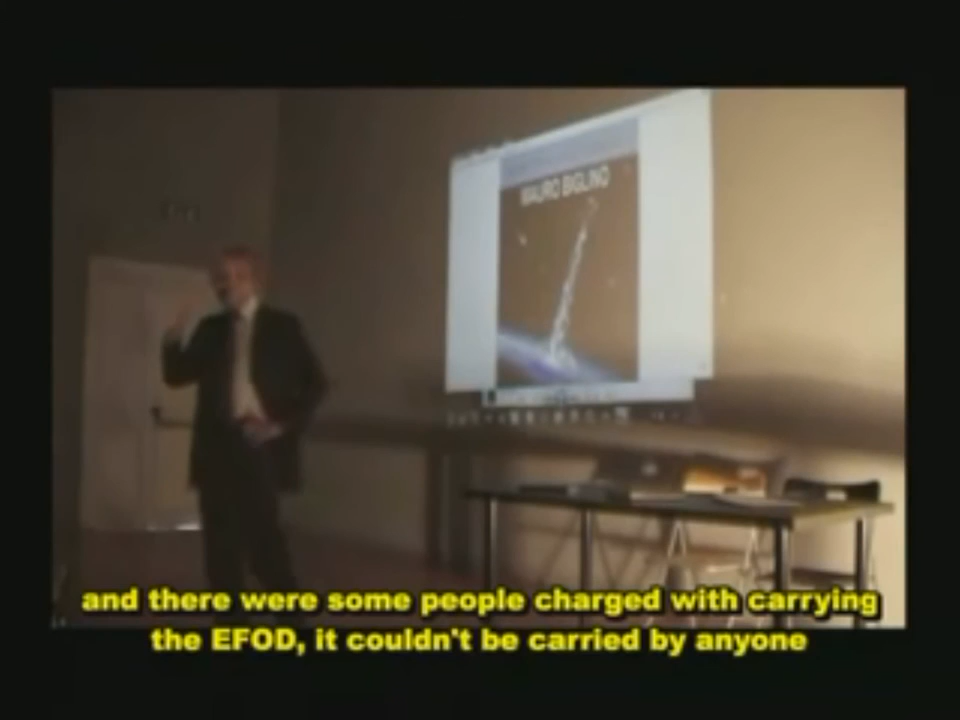 MAURO BIGLINO
and there were some people charged with carrying
the EFOD, it couldn't be carried by anyone